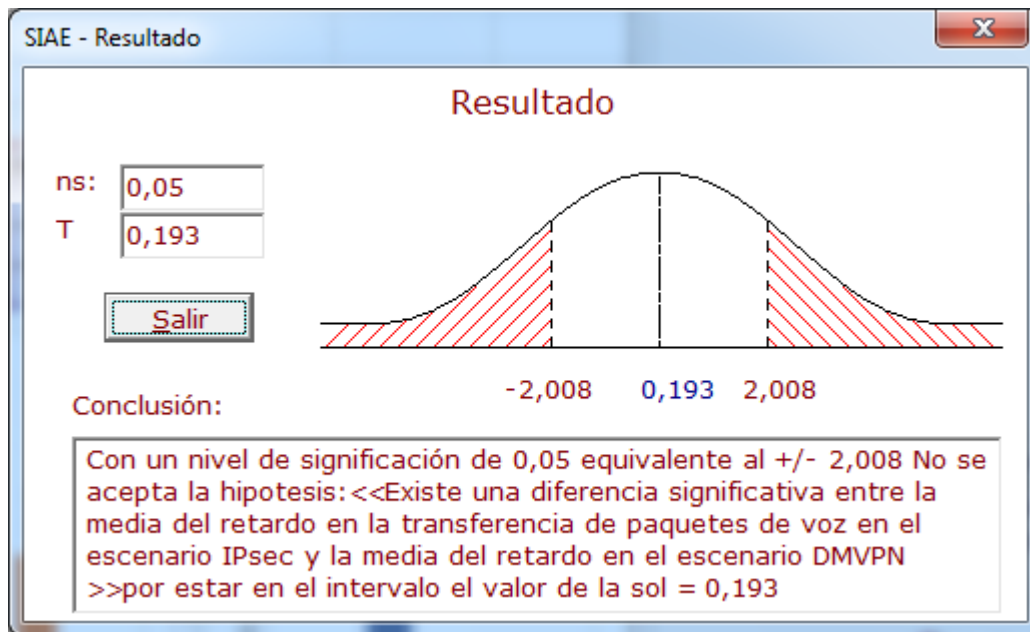 SIAE - Resultado
Resultado
ns: 0,05
T 0,193
Salir
-2,008 0,193 2,008
Conclusión:
Con un nivel de significación de 0,05 equivalente al +/- 2,008 No se
acepta la hipotesis:<<Existe una diferencia significativa entre la
media del retardo en la transferencia de paquetes de voz en el
escenario IPsec y la media del retardo en el escenario DMVPN
>>por estar en el intervalo el valor de la sol = 0,193